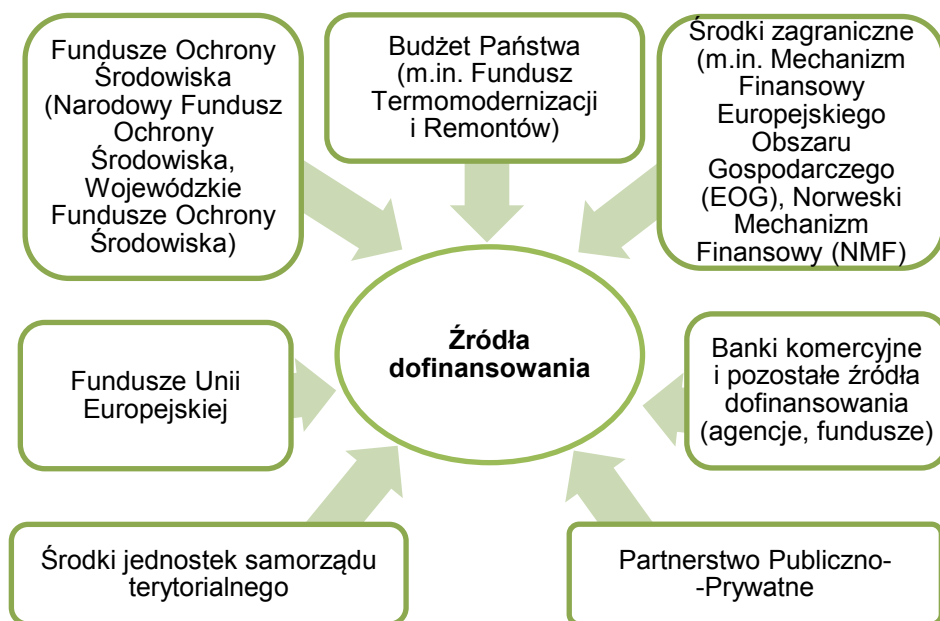 Fundusze Ochrony
Środowiska
(Narodowy Fundusz
Ochrony
Środowiska,
Wojewódzkie
Fundusze Ochrony
Środowiska)
Budżet Państwa
(m.in. Fundusz
Termomodernizacji
i Remontów)
Środki zagraniczne
(m.in. Mechanizm
Finansowy
Europejskiego
Obszaru
Gospodarczego
(EOG), Norweski
Mechanizm
Finansowy (NMF)
Źródła
dofinansowania
Fundusze Unii
Europejskiej
Banki komercyjne
i pozostałe źródła
dofinansowania
(agencje, fundusze)
Środki jednostek samorządu
terytorialnego
Partnerstwo Publiczno-
-Prywatne